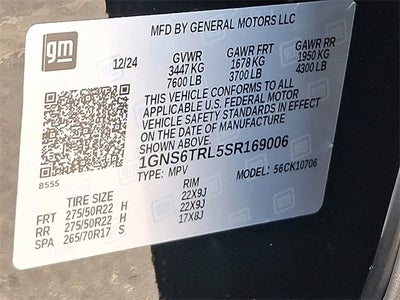 gm
MFD BY GENERAL MOTORS LLC
12/24 GVWR GAWR FRT GAWR RR
3447 KG 1678 KG 1950 KG
7600 LB 3700 LB 4300 LB
THIS VEHICLE CONFORMS TO ALL
APPLICABLE U.S. FEDERAL MOTOR
VEHICLE SAFETY STANDARDS IN EFFECT
ON THE DATE OF MANUFACTURE
SHOWN ABOVE.
1GNS6TRL5SR169006
8555 TYPE: MPV MODEL: 56CK10706
TIRE SIZE RIM
FRT 275/50R22 H 22X9J
RR 275/50R22 H 22X9J
SPA 265/70R17 S 17X8J